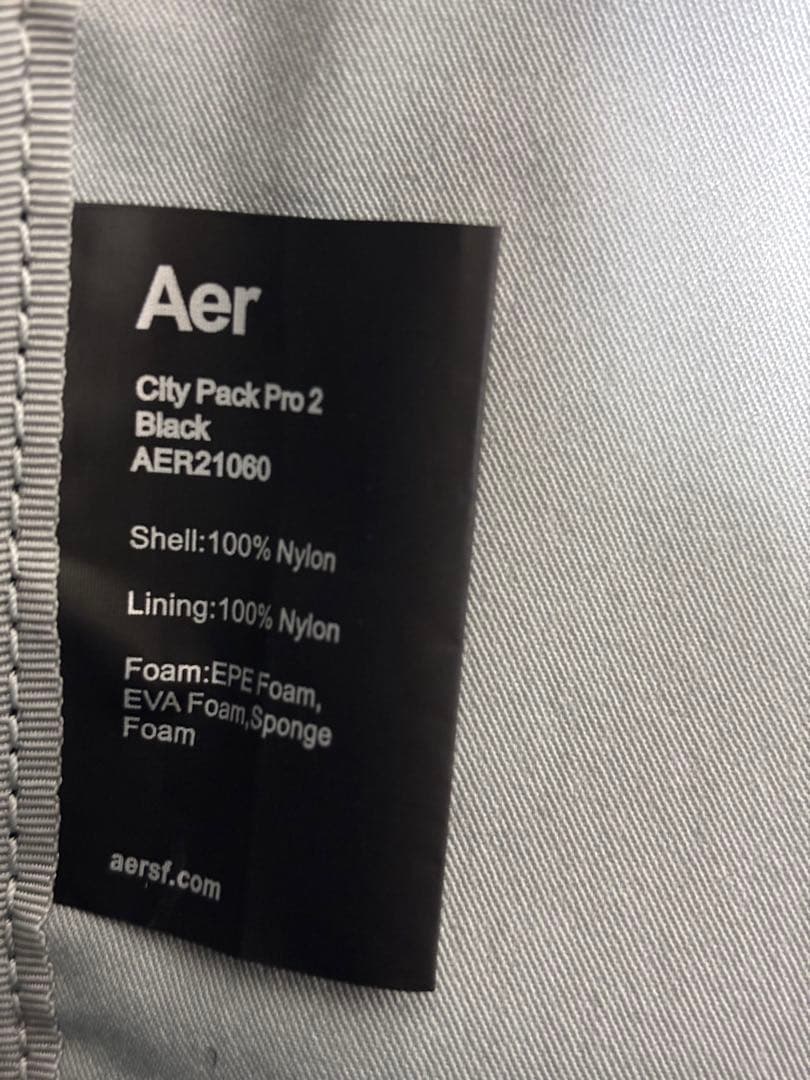 Aer
City Pack Pro 2
Black
AER21060
Shell:100% Nylon
Lining:100% Nylon
Foam:EPE Foam,
EVA Foam,Sponge
Foam
aersf.com